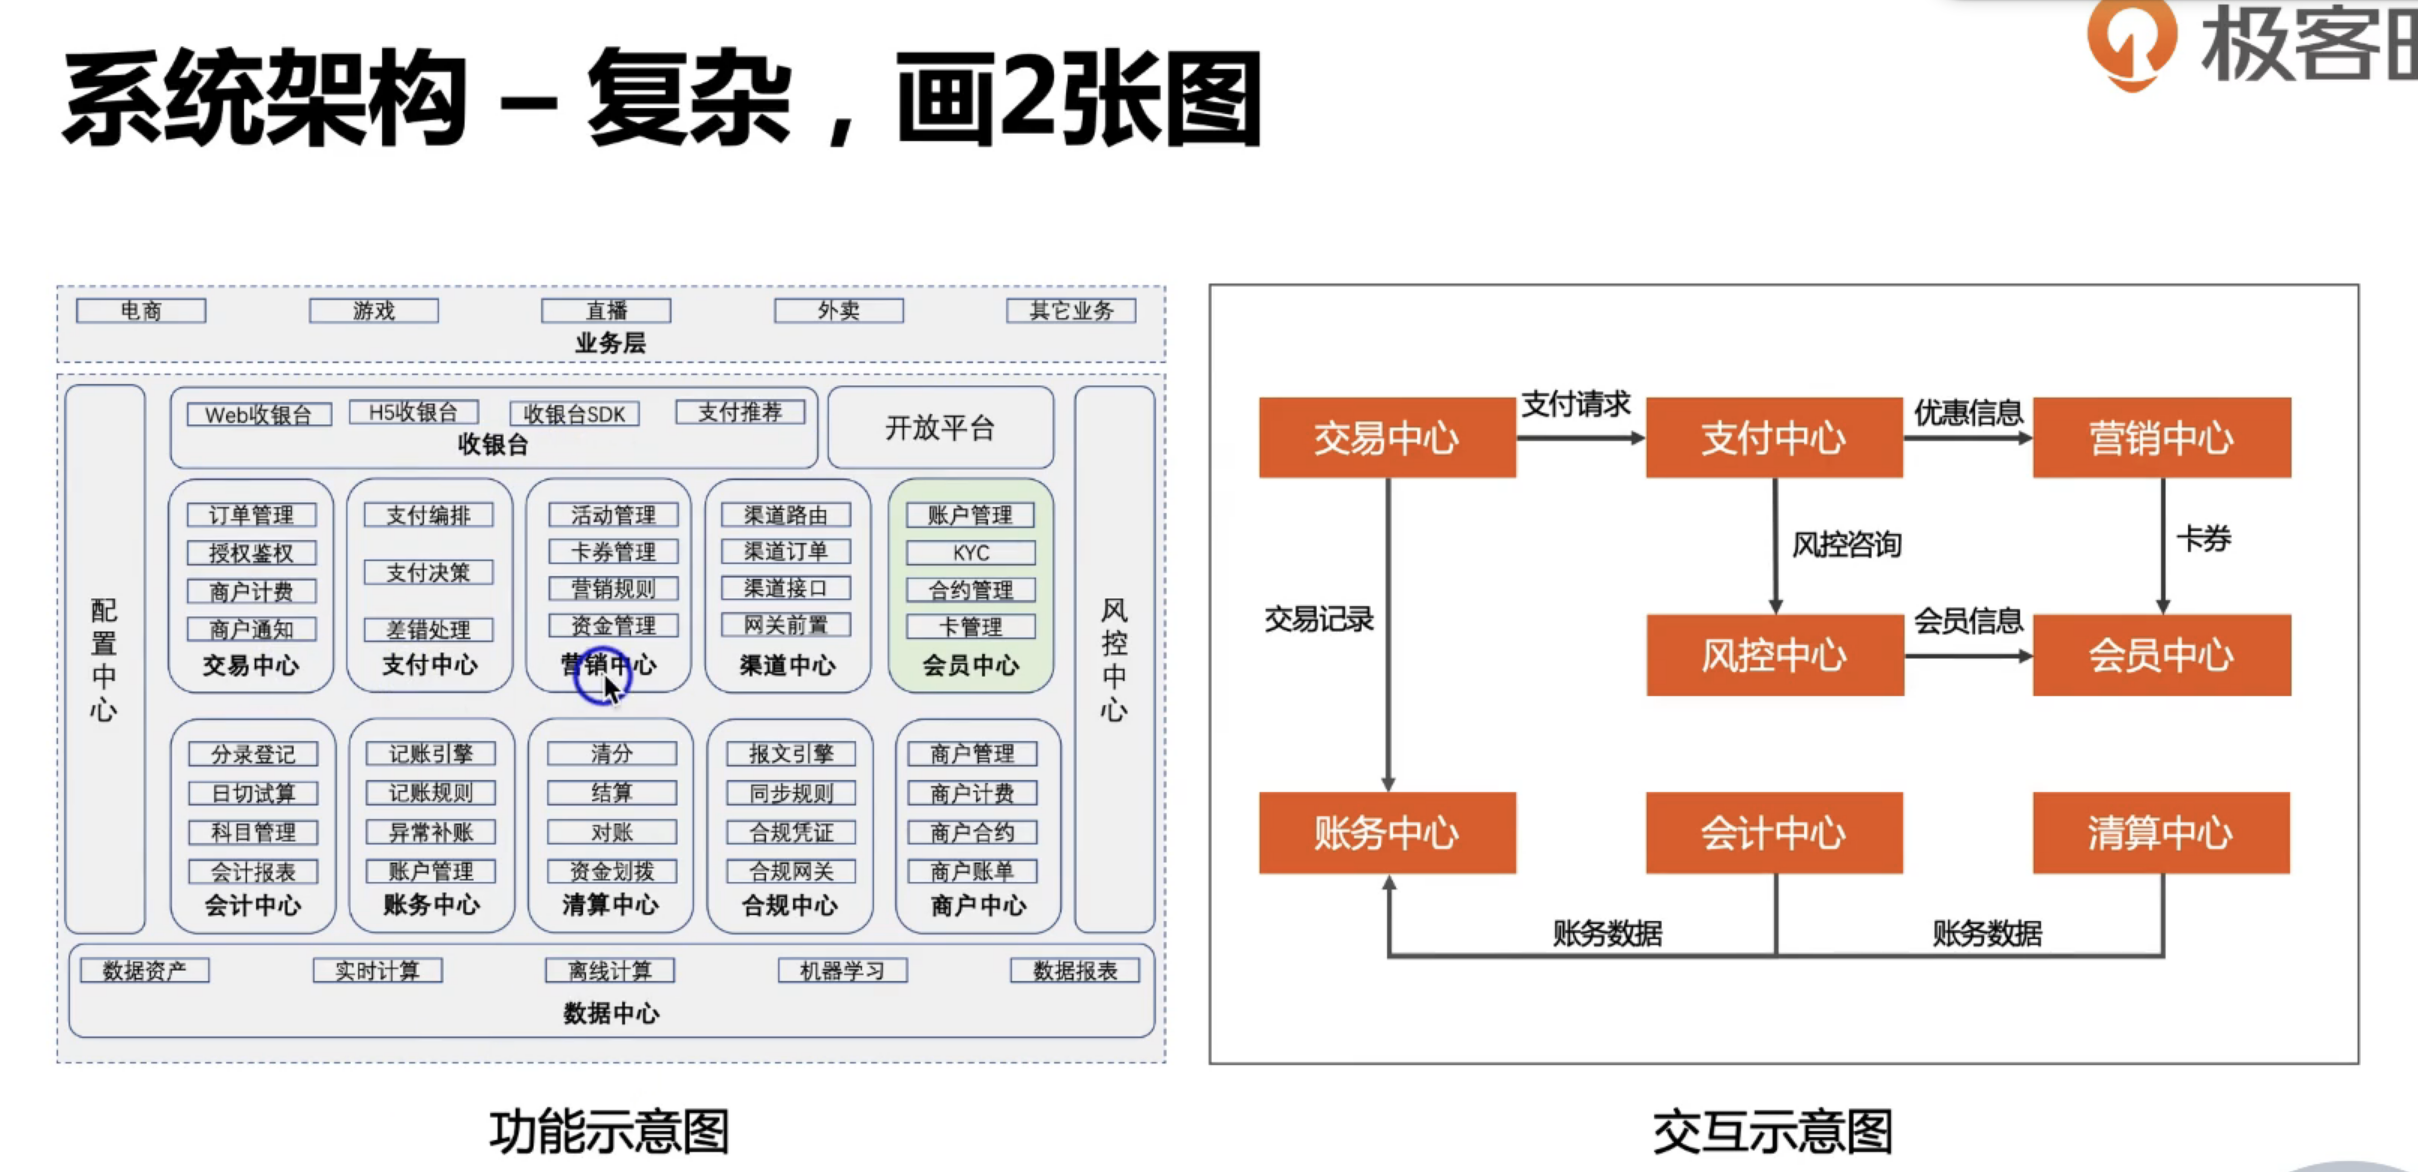 极客
系统架构 – 复杂，画2张图
电商 游戏 直播 外卖 其它业务
业务层
配置中心
Web收银台 H5收银台 收银台SDK 支付推荐
收银台
开放平台
订单管理
授权鉴权
商户计费
商户通知
交易中心
支付编排
支付决策
差错处理
支付中心
活动管理
卡券管理
营销规则
资金管理
营销中心
渠道路由
渠道订单
渠道接口
网关前置
渠道中心
账户管理
KYC
合约管理
卡管理
会员中心
风控中心
分录登记
日切试算
科目管理
会计报表
会计中心
记账引擎
记账规则
异常补账
账户管理
账务中心
清分
结算
对账
资金划拨
清算中心
报文引擎
同步规则
合规凭证
合规网关
合规中心
商户管理
商户计费
商户合约
商户账单
商户中心
数据资产 实时计算 离线计算 机器学习 数据报表
数据中心
功能示意图
交易中心 支付请求 支付中心 优惠信息 营销中心
风控咨询
卡券
交易记录
风控中心 会员信息 会员中心
账务中心 会计中心 清算中心
账务数据 账务数据
交互示意图